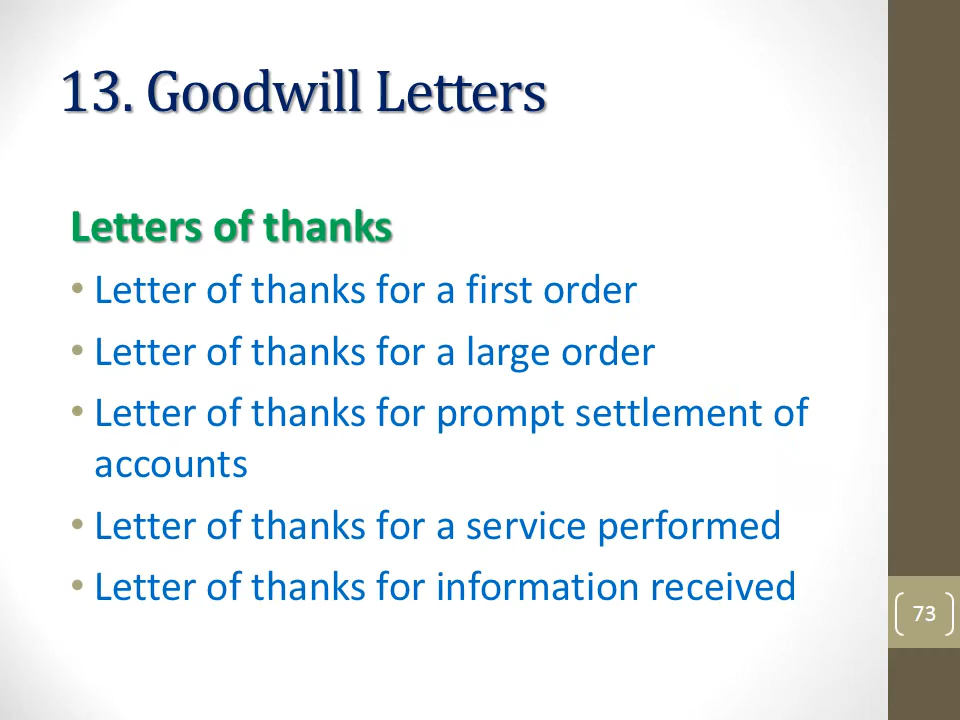 13. Goodwill Letters
Letters of thanks
• Letter of thanks for a first order
• Letter of thanks for a large order
• Letter of thanks for prompt settlement of
accounts
• Letter of thanks for a service performed
• Letter of thanks for information received
73